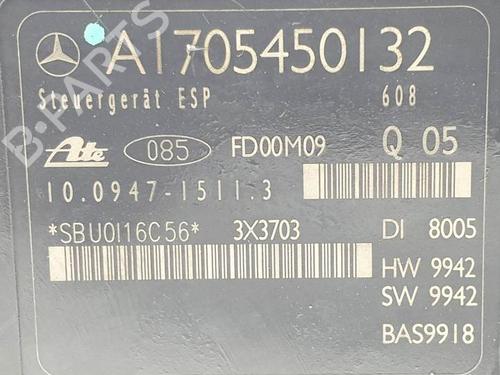 A1705450132
Steuergerät ESP 608
Ate 085 FD00M09 Q 05
10.0947-1511.3
*SBU0I16C56* 3X3703 DI 8005
HW 9942
SW 9942
BAS9918
B-PARTS